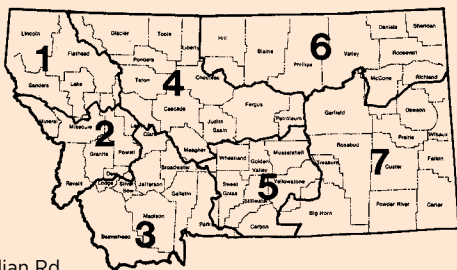 Lincoln
Flathead
Glacier
Toole
Liberty
Hill
Blaine
Phillips
Valley
Daniels
Sheridan
Roosevelt
Richland
McCone
Sanders
Lake
Pondera
Teton
Chouteau
Cascade
Fergus
Judith
Basin
Petroleum
Garfield
Dawson
Prairie
Wibaux
Mineral
Missoula
Granite
Powell
Ravalli
Lewis
Clark
Meagher
Broadwater
Jefferson
Deer
Lodge
Silver
Bow
Gallatin
Madison
Beaverhead
Park
Wheatland
Golden
Valley
Musselshell
Sweet
Grass
Stillwater
Yellowstone
Carbon
Treasure
Rosebud
Big Horn
Custer
Fallon
Powder River
Carter
1
2
3
4
5
6
7
lian Rd